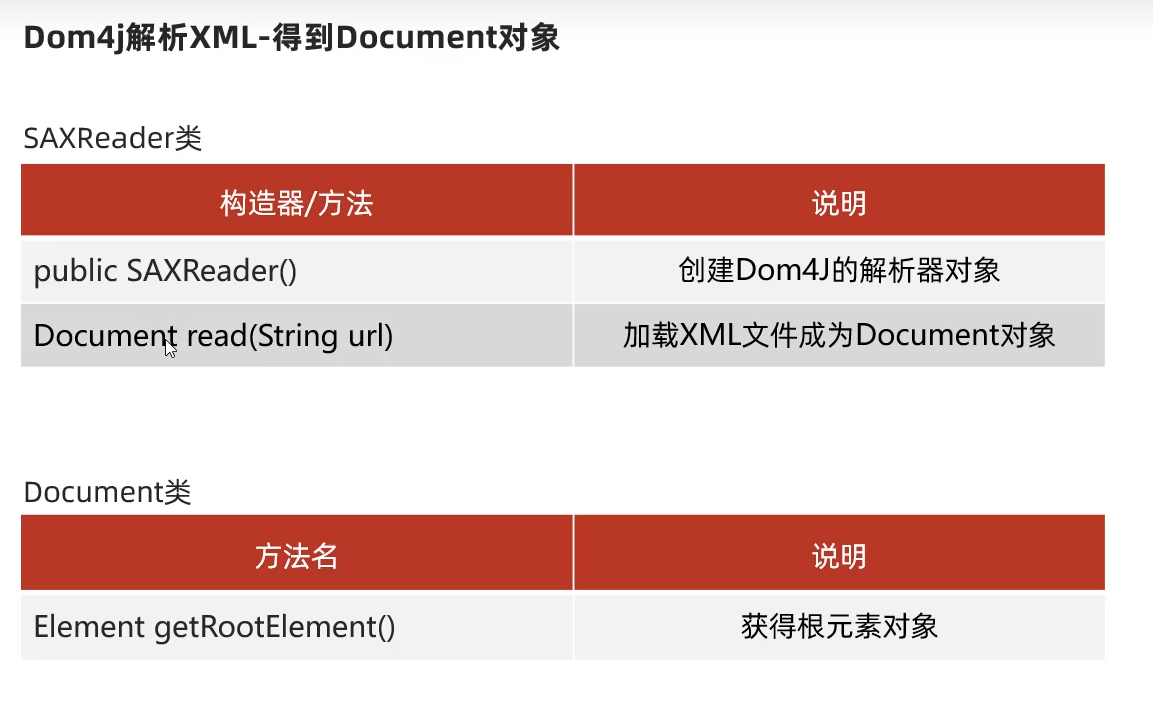 Dom4j解析XML-得到Document对象
SAXReader类
构造器/方法 说明
public SAXReader() 创建Dom4J的解析器对象
Document read(String url) 加载XML文件成为Document对象
Document类
方法名 说明
Element getRootElement() 获得根元素对象